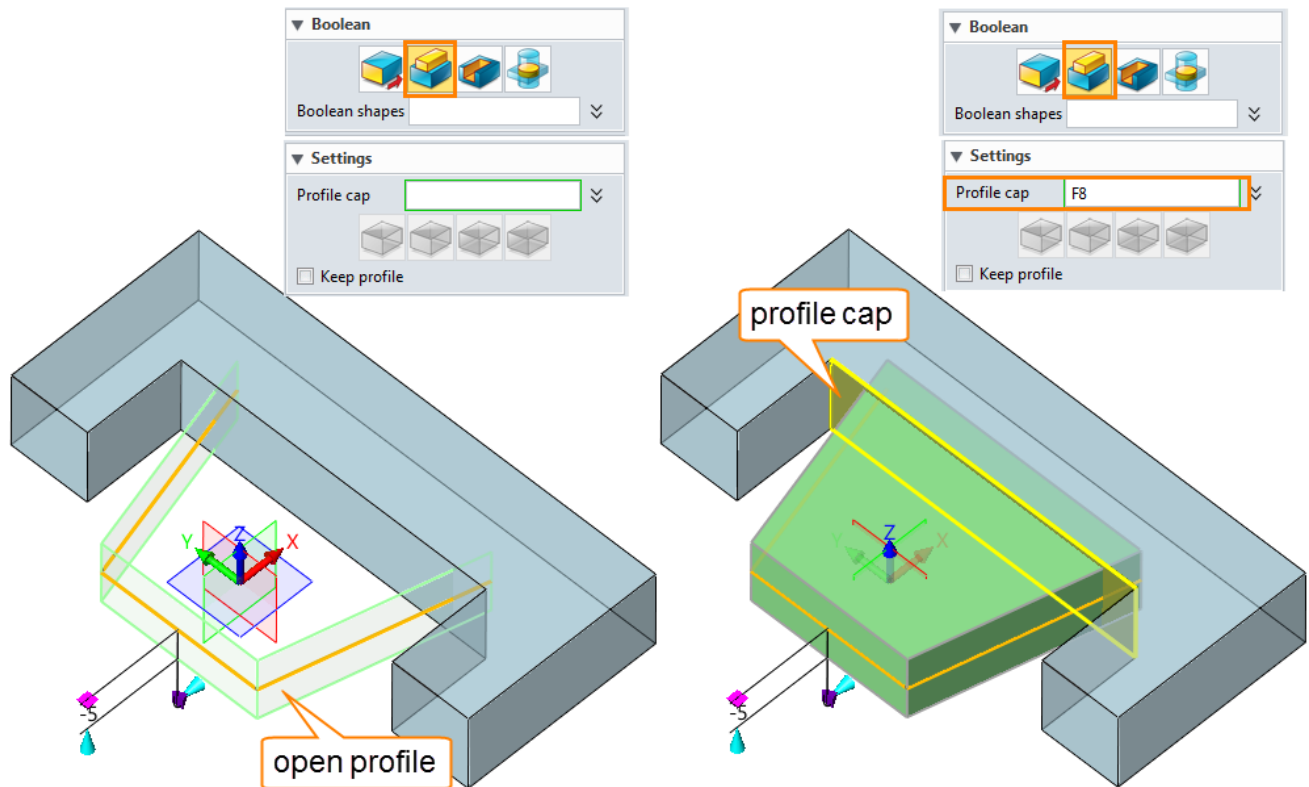 Boolean
Boolean shapes
Settings
Profile cap
Keep profile
Z
Y
X
-5
open profile
Boolean
Boolean shapes
Settings
Profile cap F8
Keep profile
profile cap
Z
Y
X
-5